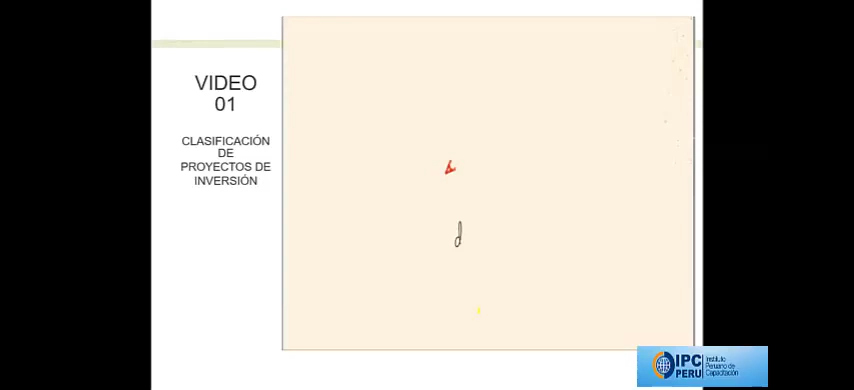 VIDEO
01
CLASIFICACIÓN
DE
PROYECTOS DE
INVERSIÓN
d
IPC
PERU
Instituto
Peruano de
Capacitación